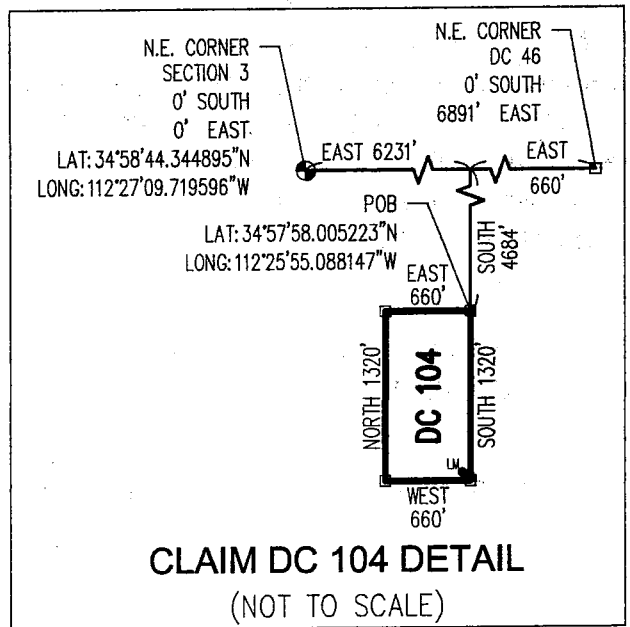 N.E. CORNER
SECTION 3
0' SOUTH
0' EAST
LAT: 34°58'44.344895"N
LONG: 112°27'09.719596"W
N.E. CORNER
DC 46
0' SOUTH
6891' EAST
EAST 6231'
EAST
660'
POB
LAT: 34°57'58.005223"N
LONG: 112°25'55.088147"W
SOUTH
4684'
EAST
660'
NORTH 1320'
DC 104
SOUTH 1320'
LM
WEST
660'
CLAIM DC 104 DETAIL
(NOT TO SCALE)